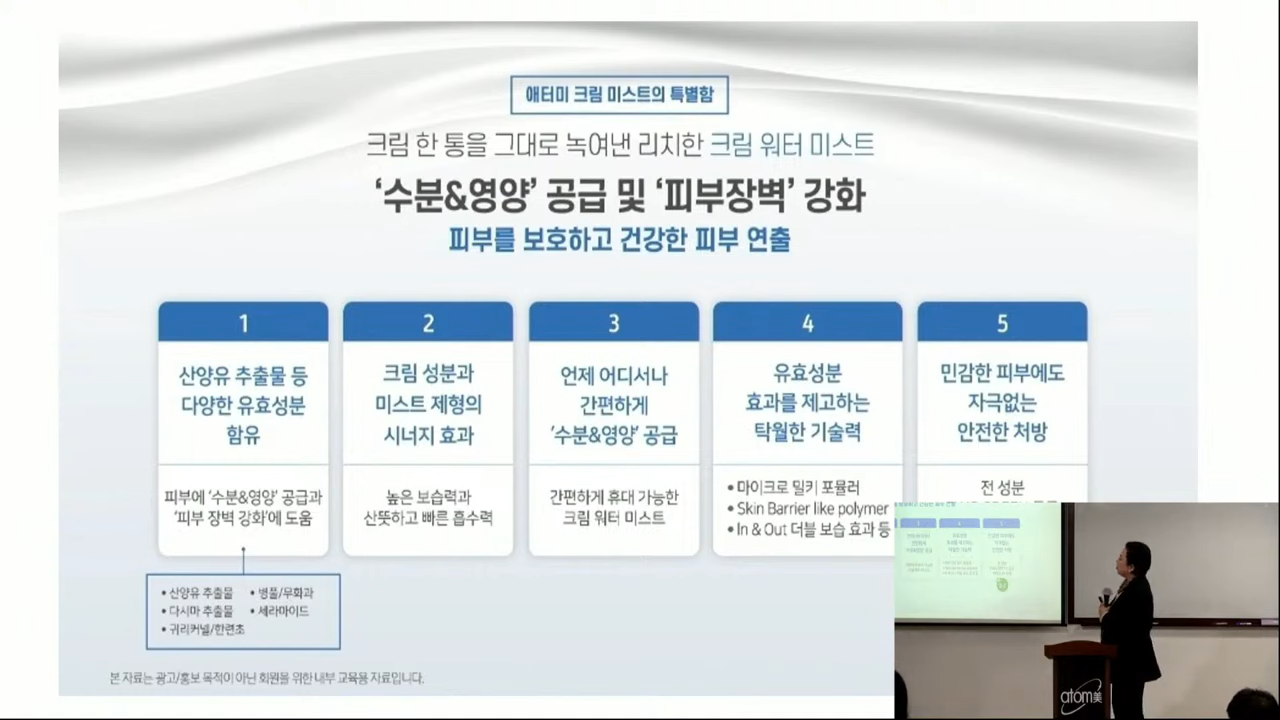 애터미 크림 미스트의 특별함
크림 한 통을 그대로 녹여낸 리치한 크림 워터 미스트
‘수분&영양’ 공급 및 ‘피부장벽’ 강화
피부를 보호하고 건강한 피부 연출
1
산양유 추출물 등
다양한 유효성분
함유
피부에 ‘수분&영양’ 공급과
‘피부 장벽 강화’에 도움
• 산양유 추출물 • 병풀/무화과
• 다시마 추출물 • 세라마이드
• 귀리커넬/한련초
2
크림 성분과
미스트 제형의
시너지 효과
높은 보습력과
산뜻하고 빠른 흡수력
3
언제 어디서나
간편하게
‘수분&영양’ 공급
간편하게 휴대 가능한
크림 워터 미스트
4
유효성분
효과를 제고하는
탁월한 기술력
• 마이크로 밀키 포뮬러
• Skin Barrier like polymer
• In & Out 더블 보습 효과 등
5
민감한 피부에도
자극없는
안전한 처방
전 성분
본 자료는 광고/홍보 목적이 아닌 회원을 위한 내부 교육용 자료입니다.
atom美